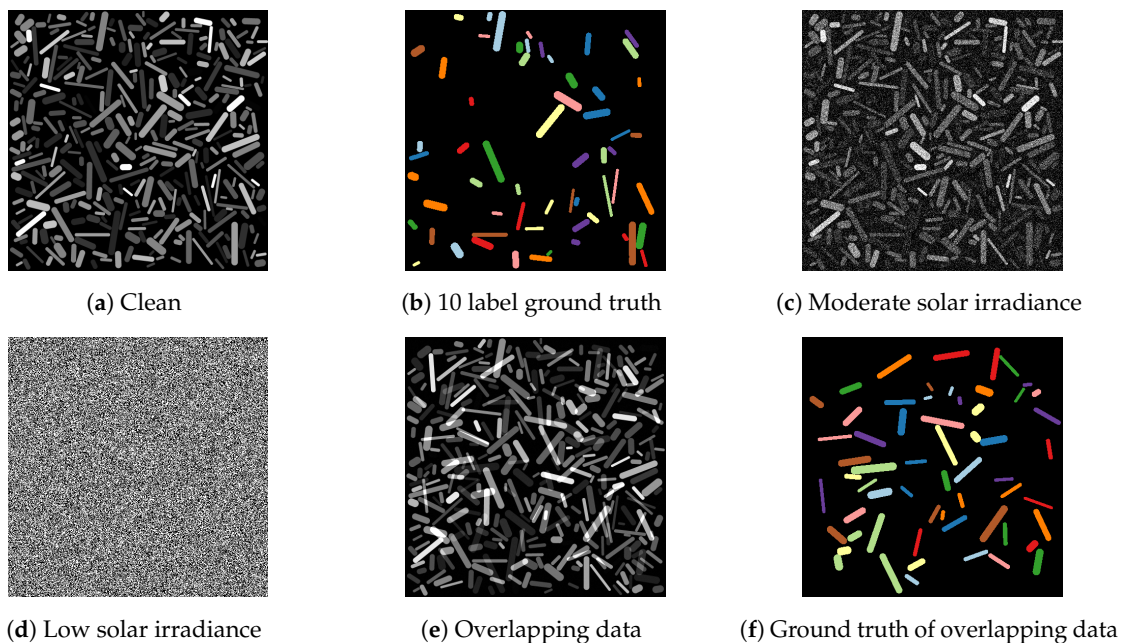 (a) Clean
(b) 10 label ground truth
(c) Moderate solar irradiance
(d) Low solar irradiance
(e) Overlapping data
(f) Ground truth of overlapping data